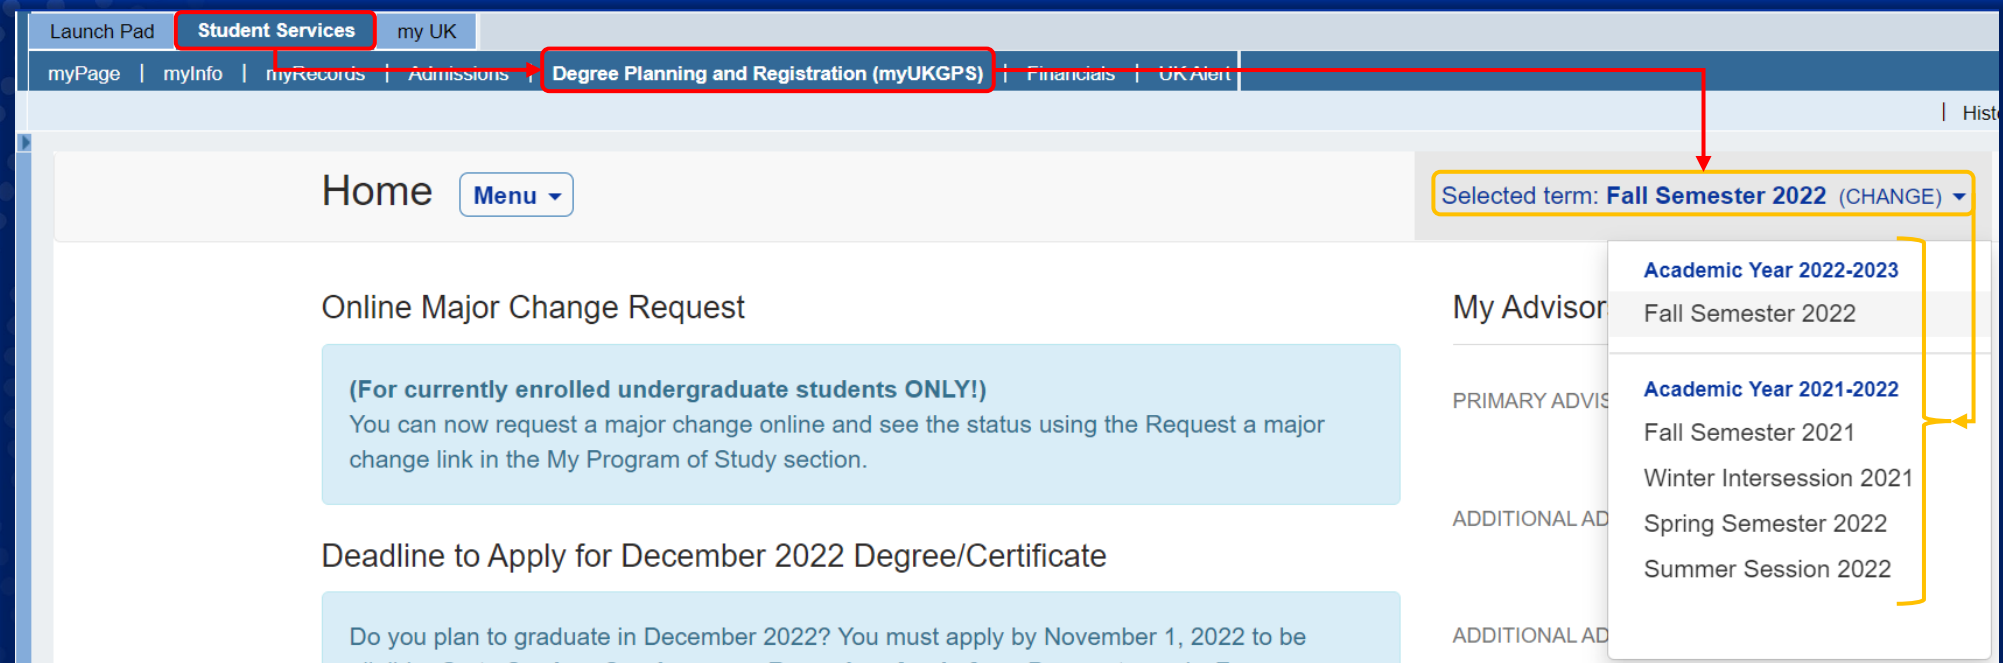 Launch Pad Student Services my UK
myPage | myInfo | myRecords | Admissions | Degree Planning and Registration (myUKGPS) | Financials | UK Alert
|
Home Menu
Selected term: Fall Semester 2022 (CHANGE)
Academic Year 2022-2023
Fall Semester 2022
Academic Year 2021-2022
Fall Semester 2021
Winter Intersession 2021
Spring Semester 2022
Summer Session 2022
Online Major Change Request
(For currently enrolled undergraduate students ONLY!)
You can now request a major change online and see the status using the Request a major
change link in the My Program of Study section.
Deadline to Apply for December 2022 Degree/Certificate
Do you plan to graduate in December 2022? You must apply by November 1, 2022 to be
My Advisor
PRIMARY
ADDITIONAL
ADDITIONAL